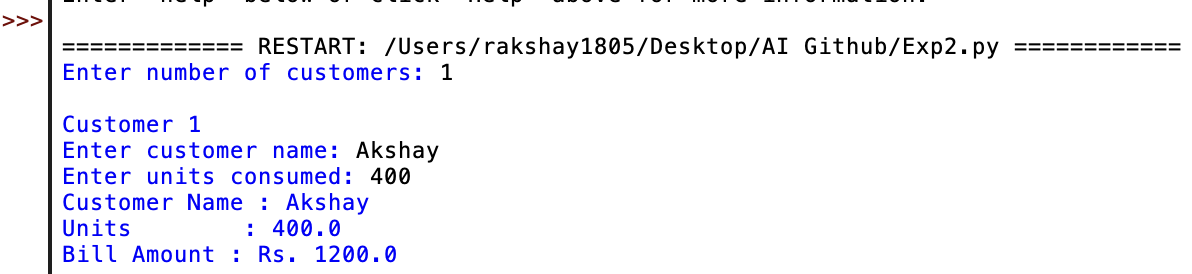 >>>
============= RESTART: /Users/rakshay1805/Desktop/AI Github/Exp2.py ============
Enter number of customers: 1
Customer 1
Enter customer name: Akshay
Enter units consumed: 400
Customer Name : Akshay
Units        : 400.0
Bill Amount : Rs. 1200.0